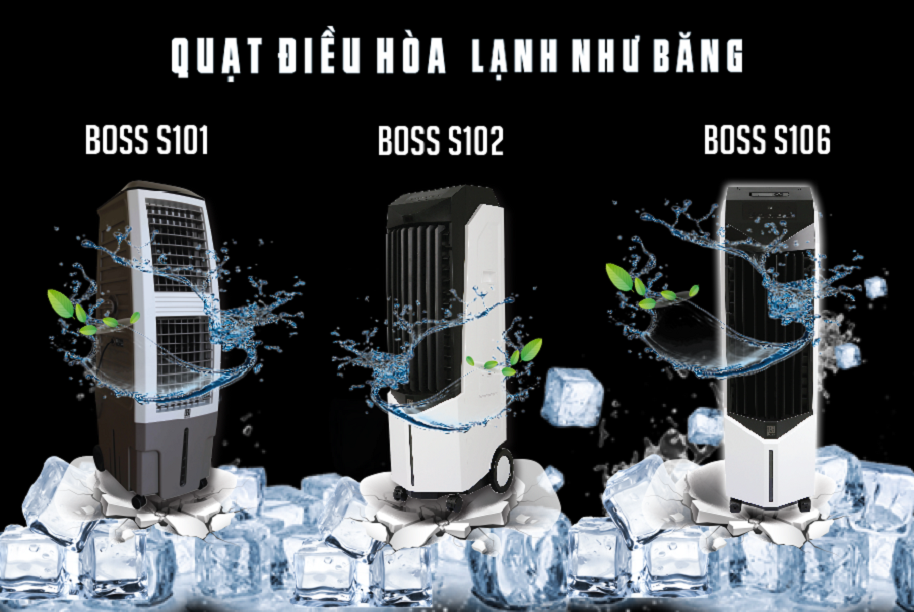 QUẠT ĐIỀU HÒA LẠNH NHƯ BĂNG
BOSS S101
BOSS S102
BOSS S106